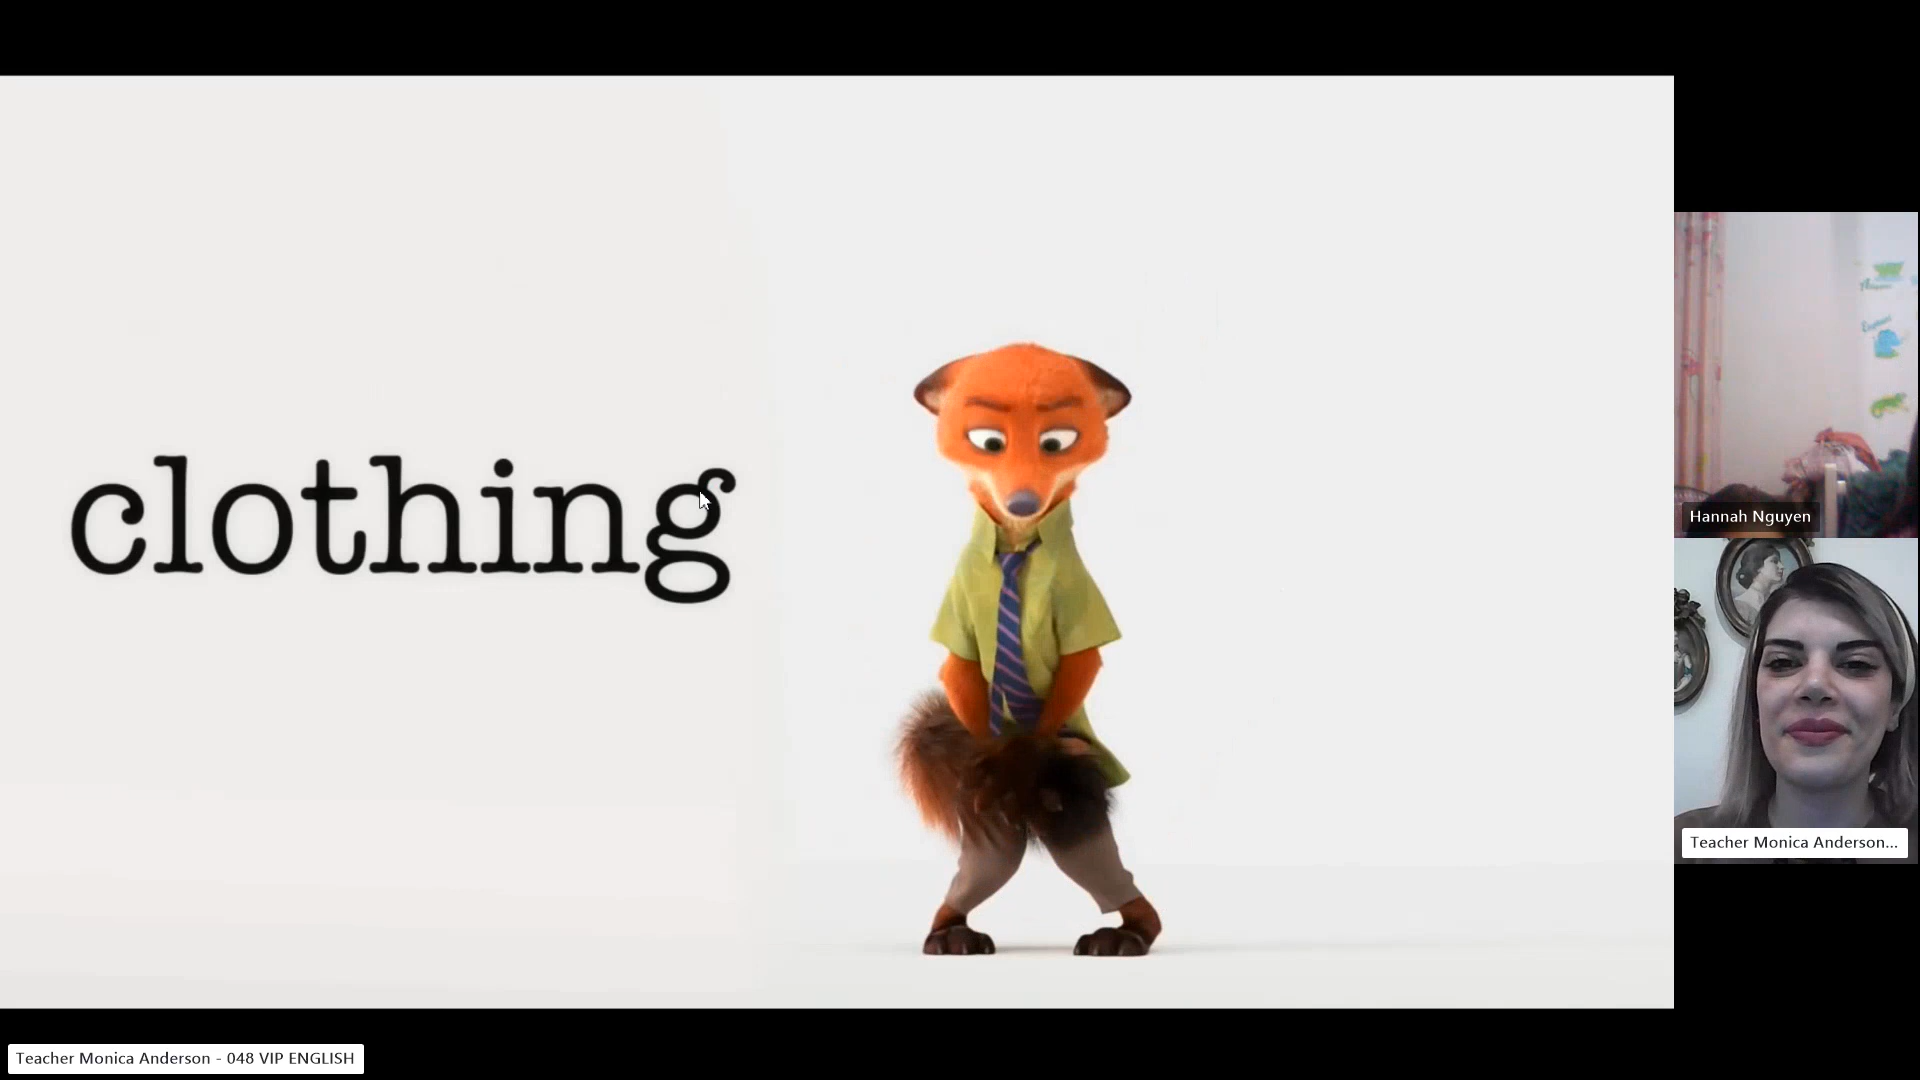 clothing
Hannah Nguyen
Teacher Monica Anderson...
Teacher Monica Anderson - 048 VIP ENGLISH